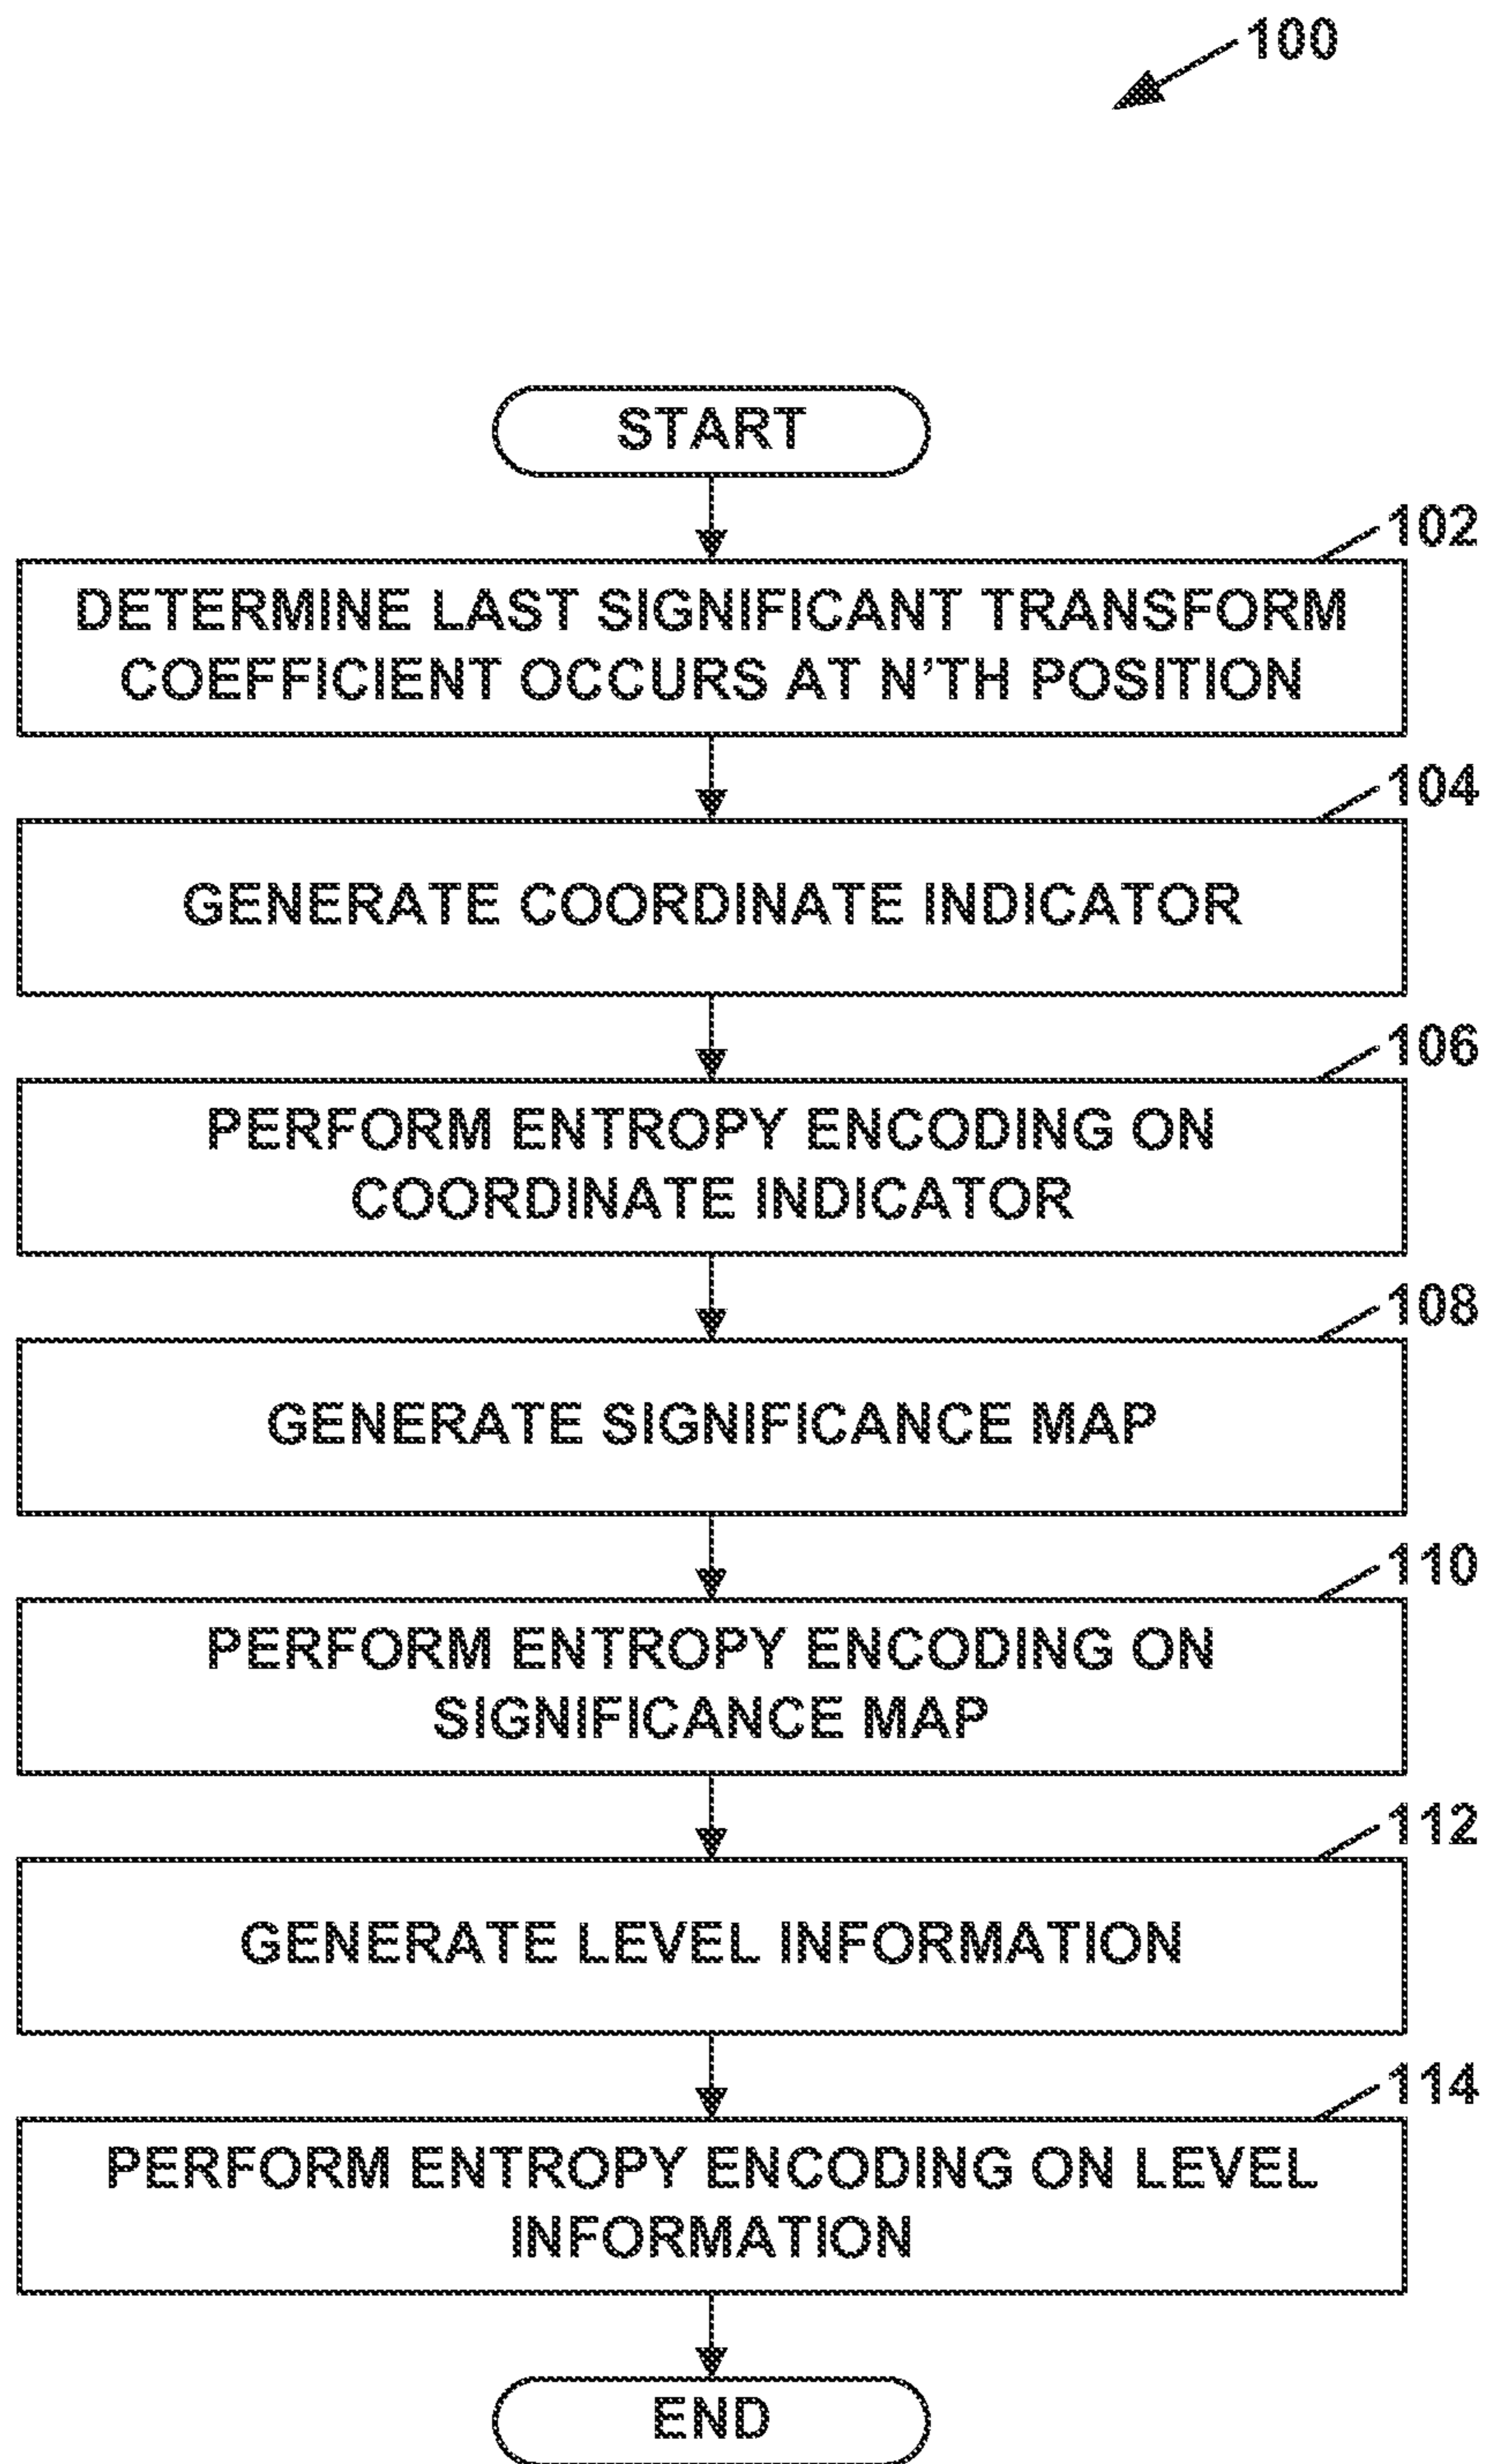 100
START
102
DETERMINE LAST SIGNIFICANT TRANSFORM
COEFFICIENT OCCURS AT N'TH POSITION
104
GENERATE COORDINATE INDICATOR
106
PERFORM ENTROPY ENCODING ON
COORDINATE INDICATOR
108
GENERATE SIGNIFICANCE MAP
110
PERFORM ENTROPY ENCODING ON
SIGNIFICANCE MAP
112
GENERATE LEVEL INFORMATION
114
PERFORM ENTROPY ENCODING ON LEVEL
INFORMATION
END